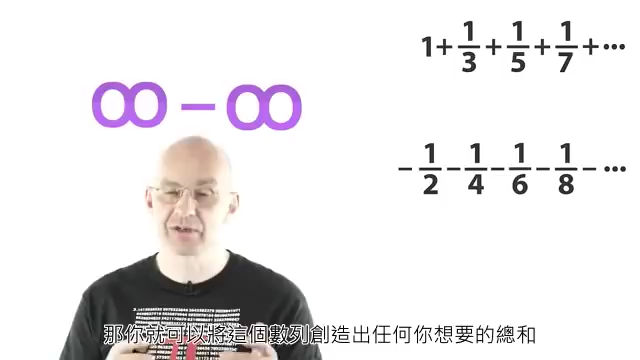 1 + 1/3 + 1/5 + 1/7 + ...
∞ − ∞
− 1/2 − 1/4 − 1/6 − 1/8 − ...
那你就可以將這個數列創造出任何你想要的總和